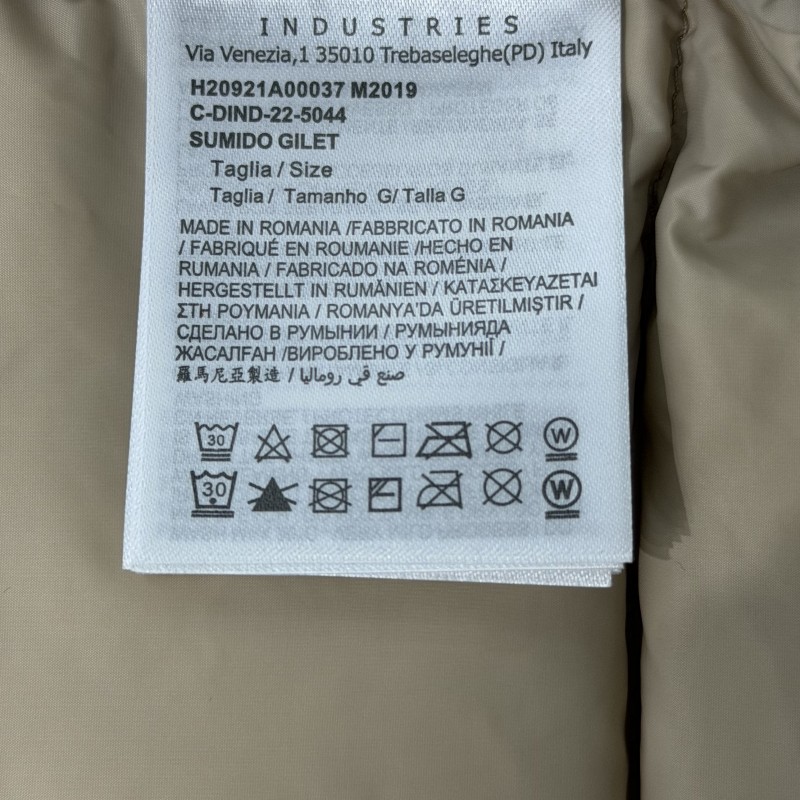 INDUSTRIES
Via Venezia,1 35010 Trebaseleghe(PD) Italy
H20921A00037 M2019
C-DIND-22-5044
SUMIDO GILET
Taglia / Size
Taglia / Tamanho G/ Talla G
MADE IN ROMANIA /FABBRICATO IN ROMANIA
/ FABRIQUÉ EN ROUMANIE /HECHO EN
RUMANIA / FABRICADO NA ROMÉNIA /
HERGESTELLT IN RUMÄNIEN / ΚΑΤΑΣΚΕΥΑΖΕΤΑΙ
ΣΤΗ ΡΟΥΜΑΝΙΑ / ROMANYA'DA ÜRETILMIŞTIR /
СДЕЛАНО В РУМЫНИИ / РУМЫНИЯДА
ЖАСАЛҒАН /ВИРОБЛЕНО У РУМУНІЇ /
羅馬尼亞製造 / صنع في روماليا
30 W
30 W